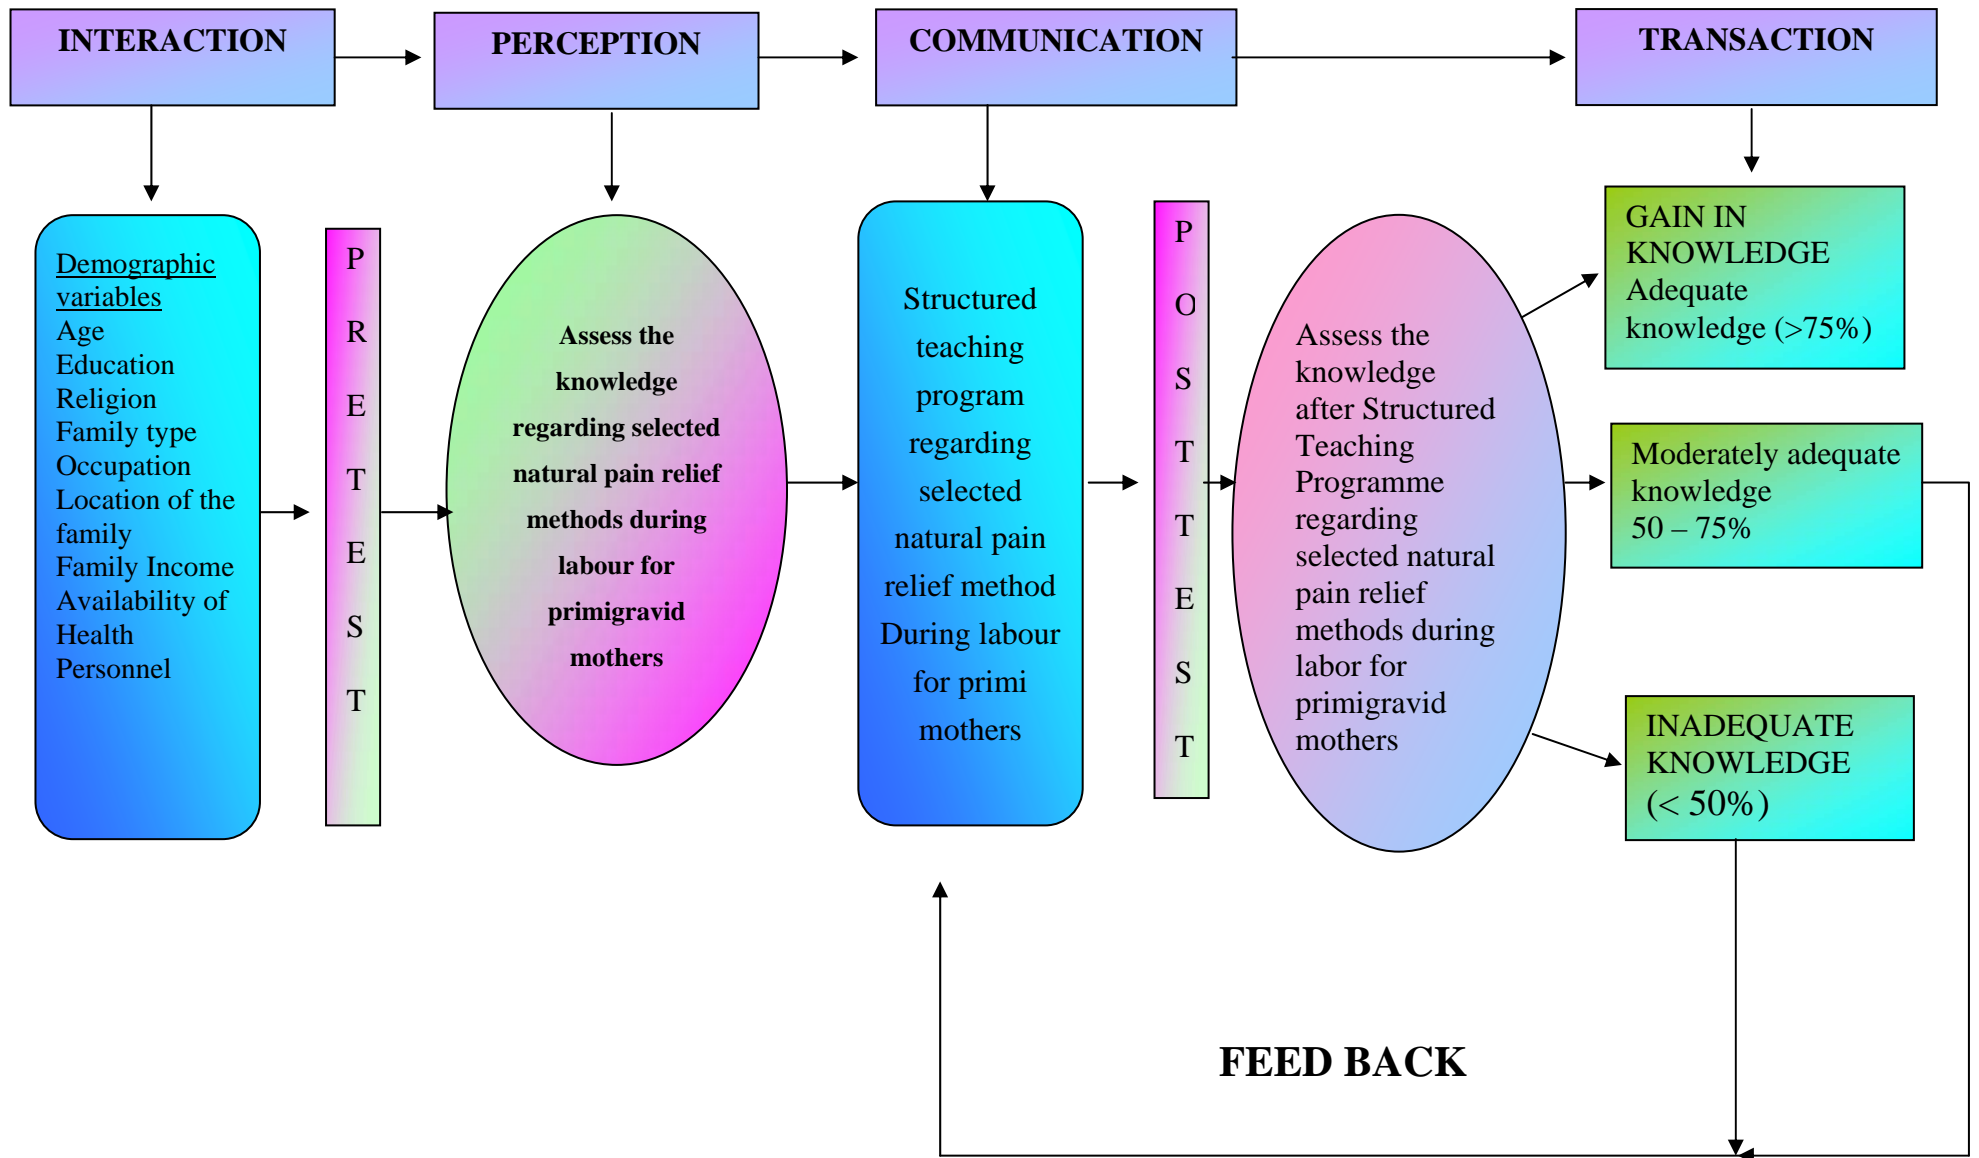 INTERACTION
PERCEPTION
COMMUNICATION
TRANSACTION
Demographic
variables
Age
Education
Religion
Family type
Occupation
Location of the
family
Family Income
Availability of
Health
Personnel
P
R
E
T
E
S
T
Assess the
knowledge
regarding selected
natural pain relief
methods during
labour for
primigravid
mothers
Structured
teaching
program
regarding
selected
natural pain
relief method
During labour
for primi
mothers
P
O
S
T
T
E
S
T
Assess the
knowledge
after Structured
Teaching
Programme
regarding
selected natural
pain relief
methods during
labor for
primigravid
mothers
GAIN IN
KNOWLEDGE
Adequate
knowledge (>75%)
Moderately adequate
knowledge
50 – 75%
INADEQUATE
KNOWLEDGE
(< 50%)
FEED BACK